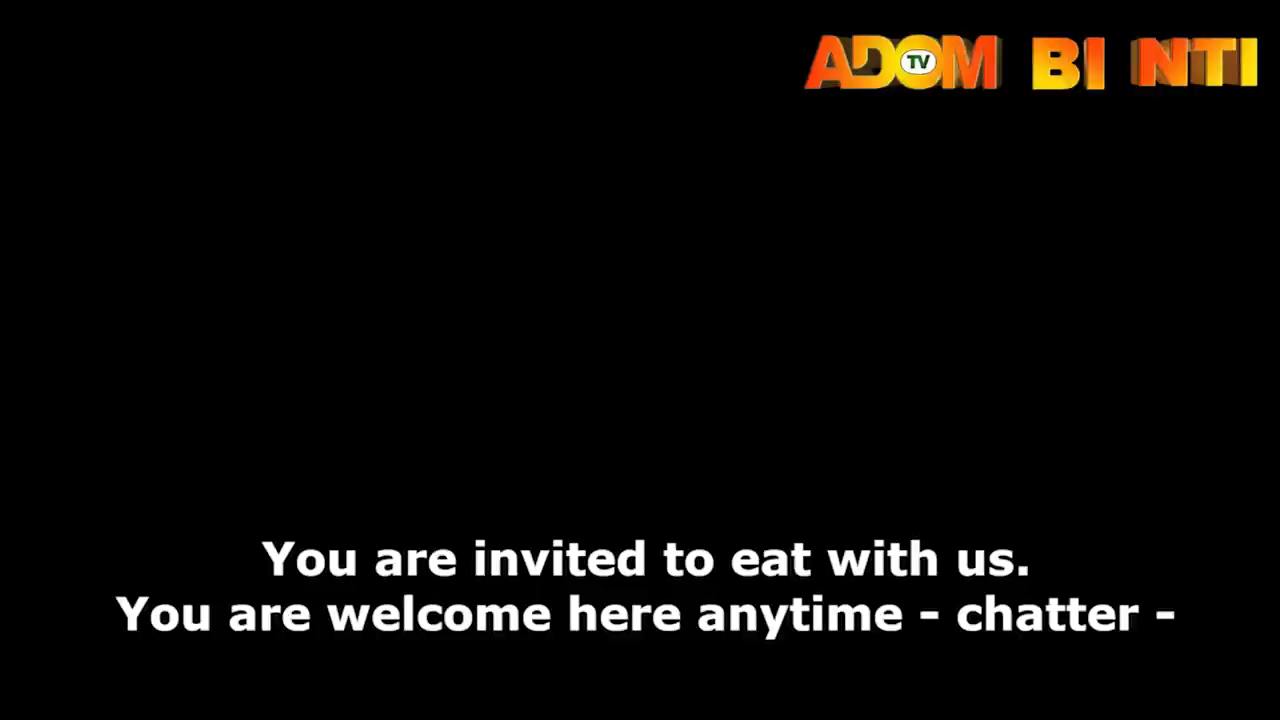 ADOM TV BI NTI
You are invited to eat with us.
You are welcome here anytime - chatter -